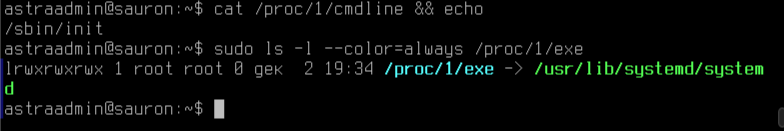 astraadmin@sauron:~$ cat /proc/1/cmdline && echo
/sbin/init
astraadmin@sauron:~$ sudo ls -l --color=always /proc/1/exe
lrwxrwxrwx 1 root root 0 дек  2 19:34 /proc/1/exe -> /usr/lib/systemd/system
d
astraadmin@sauron:~$